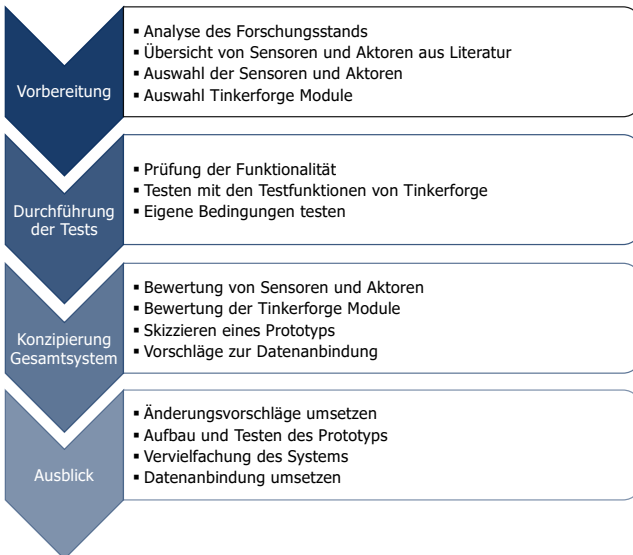 Vorbereitung
▪ Analyse des Forschungsstands
▪ Übersicht von Sensoren und Aktoren aus Literatur
▪ Auswahl der Sensoren und Aktoren
▪ Auswahl Tinkerforge Module
Durchführung
der Tests
▪ Prüfung der Funktionalität
▪ Testen mit den Testfunktionen von Tinkerforge
▪ Eigene Bedingungen testen
Konzipierung
Gesamtsystem
▪ Bewertung von Sensoren und Aktoren
▪ Bewertung der Tinkerforge Module
▪ Skizzieren eines Prototyps
▪ Vorschläge zur Datenanbindung
Ausblick
▪ Änderungsvorschläge umsetzen
▪ Aufbau und Testen des Prototyps
▪ Vervielfachung des Systems
▪ Datenanbindung umsetzen